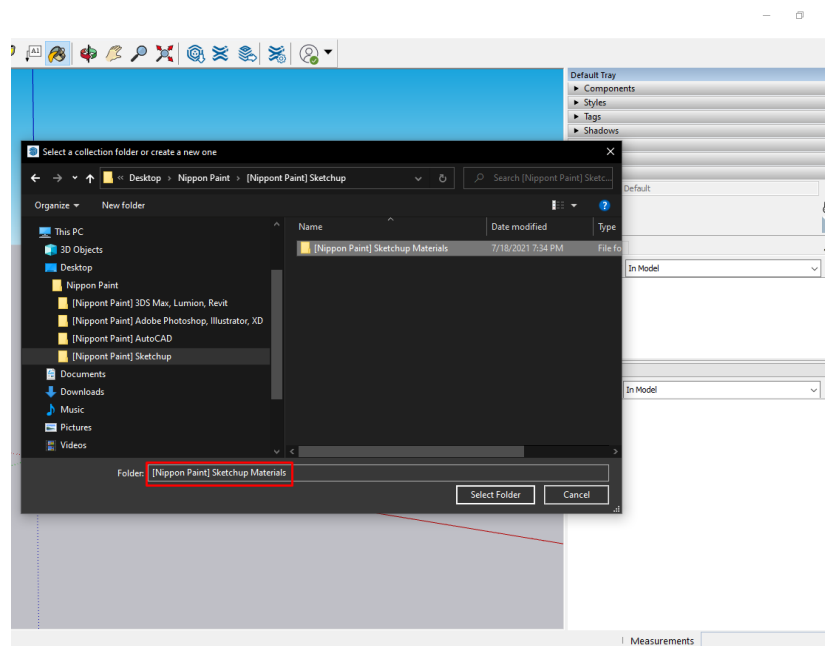 A1
Default Tray
Components
Styles
Tags
Shadows
Select a collection folder or create a new one
« Desktop > Nippon Paint > [Nippont Paint] Sketchup
Search [Nippont Paint] Sketc...
Default
Organize
New folder
?
Name
Date modified
Type
This PC
[Nippon Paint] Sketchup Materials
7/18/2021 7:34 PM
File fo
3D Objects
Desktop
In Model
Nippon Paint
[Nippont Paint] 3DS Max, Lumion, Revit
[Nippont Paint] Adobe Photoshop, Illustrator, XD
[Nippont Paint] AutoCAD
[Nippont Paint] Sketchup
Documents
Downloads
In Model
Music
Pictures
Videos
Folder: [Nippon Paint] Sketchup Materials
Select Folder
Cancel
Measurements